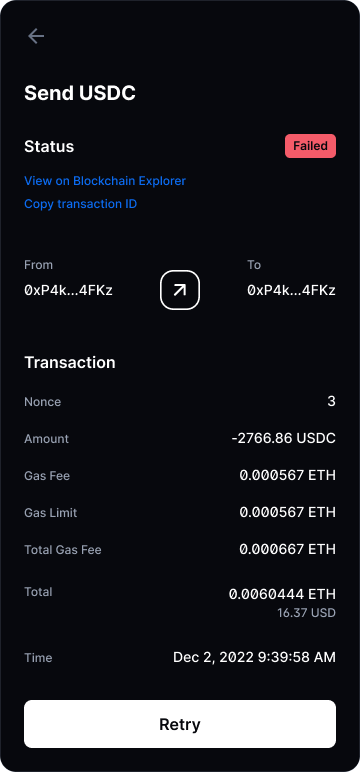 Send USDC
Status Failed
View on Blockchain Explorer
Copy transaction ID
From To
0xP4k...4FKz 0xP4k...4FKz
Transaction
Nonce 3
Amount -2766.86 USDC
Gas Fee 0.000567 ETH
Gas Limit 0.000567 ETH
Total Gas Fee 0.000667 ETH
Total 0.0060444 ETH
16.37 USD
Time Dec 2, 2022 9:39:58 AM
Retry